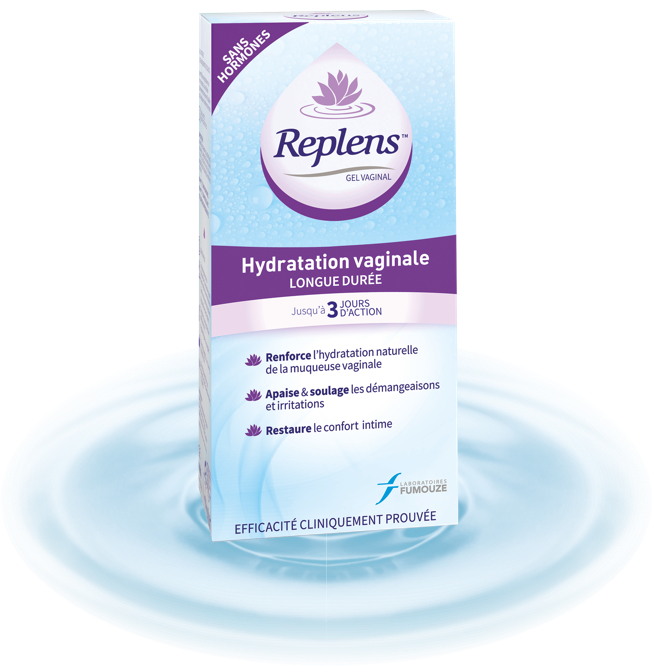 SANS
HORMONES
Replens™
GEL VAGINAL
Hydratation vaginale
LONGUE DURÉE
Jusqu'à 3 JOURS
D'ACTION
Renforce l'hydratation naturelle
de la muqueuse vaginale
Apaise & soulage les démangeaisons
et irritations
Restaure le confort intime
LABORATOIRES
FUMOUZE
EFFICACITÉ CLINIQUEMENT PROUVÉE